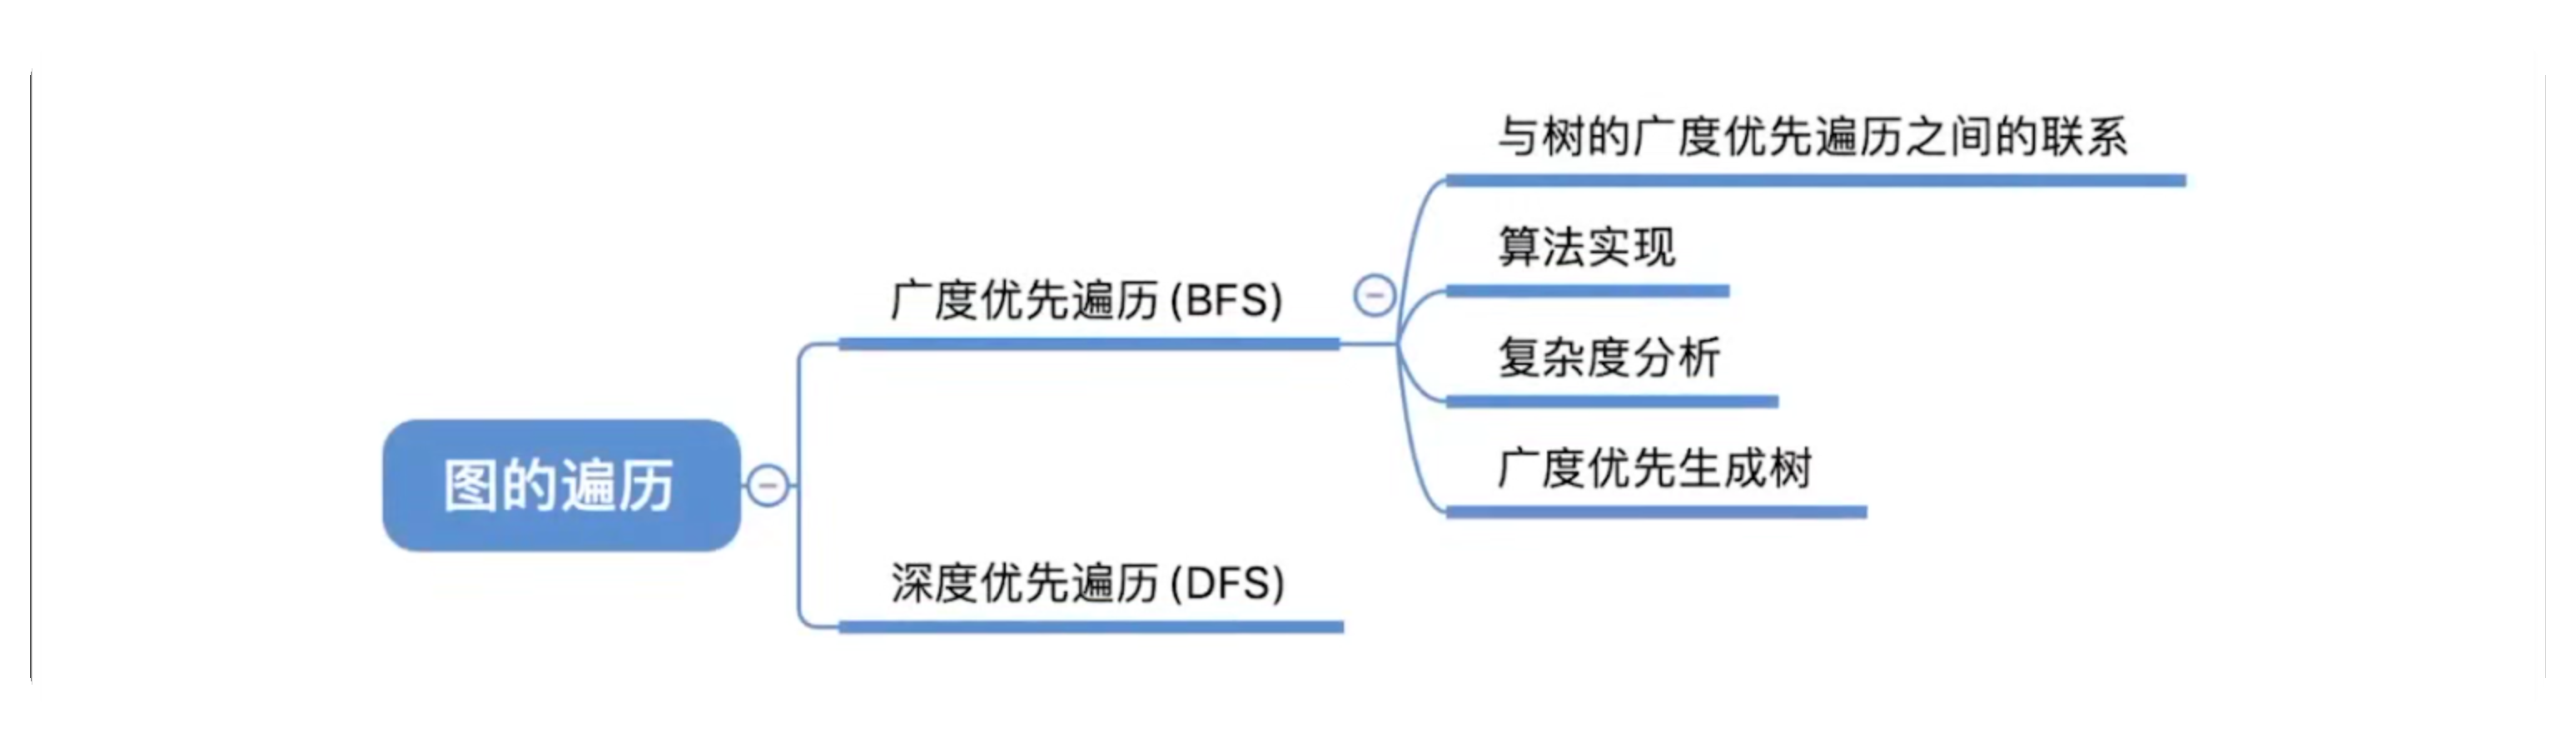 图的遍历
广度优先遍历 (BFS)
与树的广度优先遍历之间的联系
算法实现
复杂度分析
广度优先生成树
深度优先遍历 (DFS)